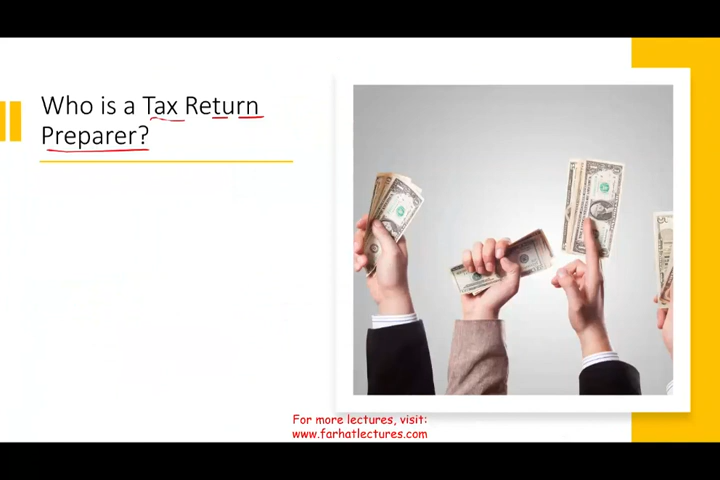 Who is a Tax Return
Preparer?
For more lectures, visit:
www.farhatlectures.com